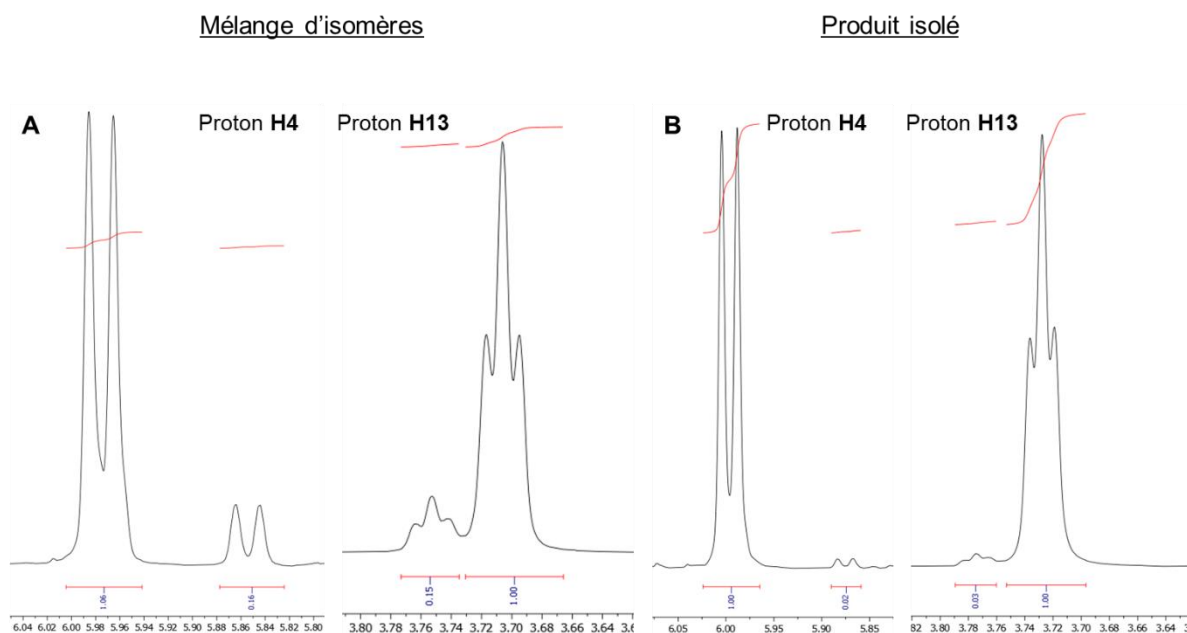 Mélange d'isomères
Produit isolé
A
Proton H4
Proton H13
B
Proton H4
Proton H13
1.06
0.16
0.15
1.00
1.00
0.02
0.03
1.00
6.04 6.02 6.00 5.98 5.96 5.94 5.92 5.90 5.88 5.86 5.84 5.82 5.80
3.80 3.78 3.76 3.74 3.72 3.70 3.68 3.66 3.64 3.6
6.05 6.00 5.95 5.90 5.85
82 3.80 3.78 3.76 3.74 3.72 3.70 3.68 3.66 3.64 3.62